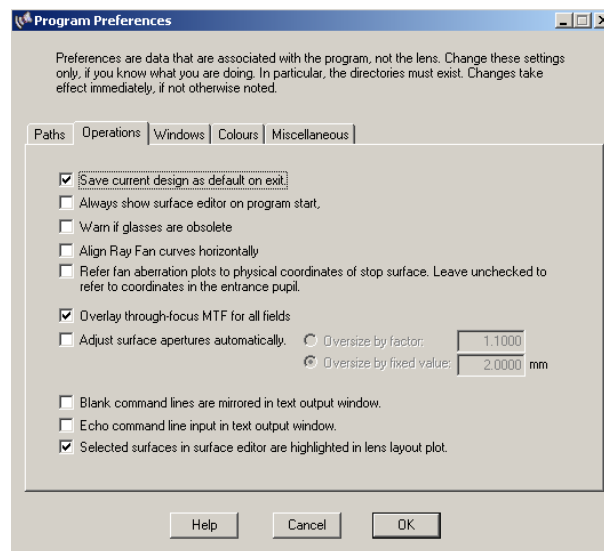 Program Preferences
Preferences are data that are associated with the program, not the lens. Change these settings
only, if you know what you are doing. In particular, the directories must exist. Changes take
effect immediately, if not otherwise noted.
Paths Operations Windows Colours Miscellaneous
Save current design as default on exit.
Always show surface editor on program start,
Warn if glasses are obsolete
Align Ray Fan curves horizontally
Refer fan aberration plots to physical coordinates of stop surface. Leave unchecked to
refer to coordinates in the entrance pupil.
Overlay through-focus MTF for all fields
Adjust surface apertures automatically. Oversize by factor: 1.1000
Oversize by fixed value: 2.0000 mm
Blank command lines are mirrored in text output window.
Echo command line input in text output window.
Selected surfaces in surface editor are highlighted in lens layout plot.
Help Cancel OK